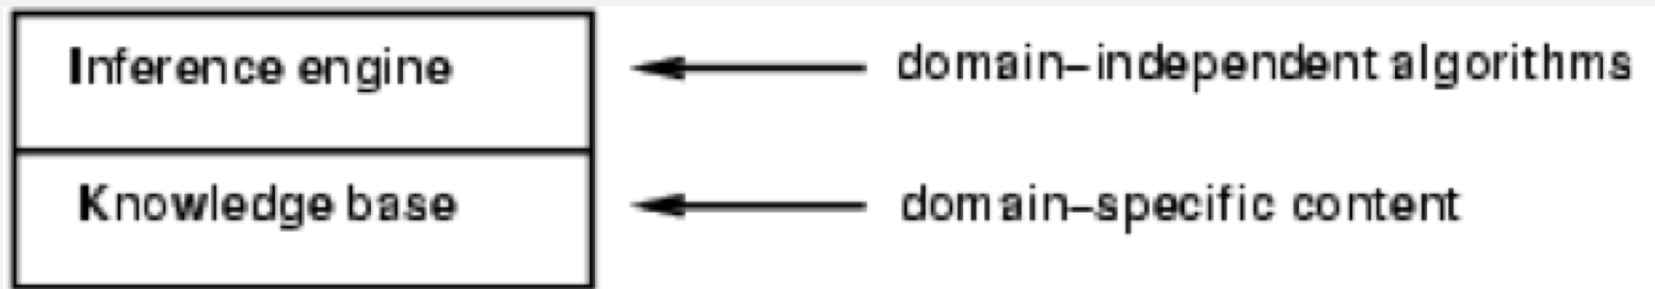 Inference engine
domain–independent algorithms
Knowledge base
domain–specific content